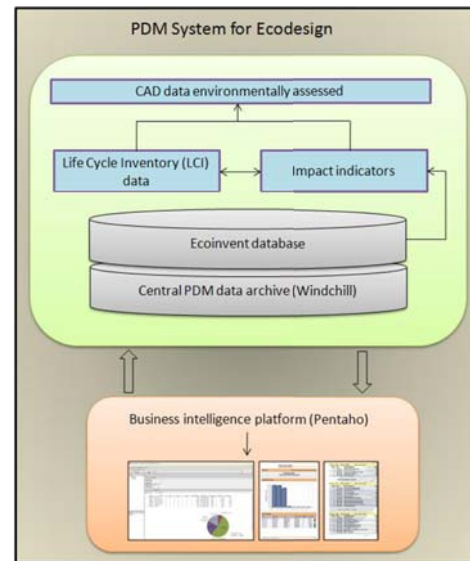 PDM System for Ecodesign
CAD data environmentally assessed
Life Cycle Inventory (LCI)
data
Impact indicators
Ecoinvent database
Central PDM data archive (Windchill)
Business intelligence platform (Pentaho)